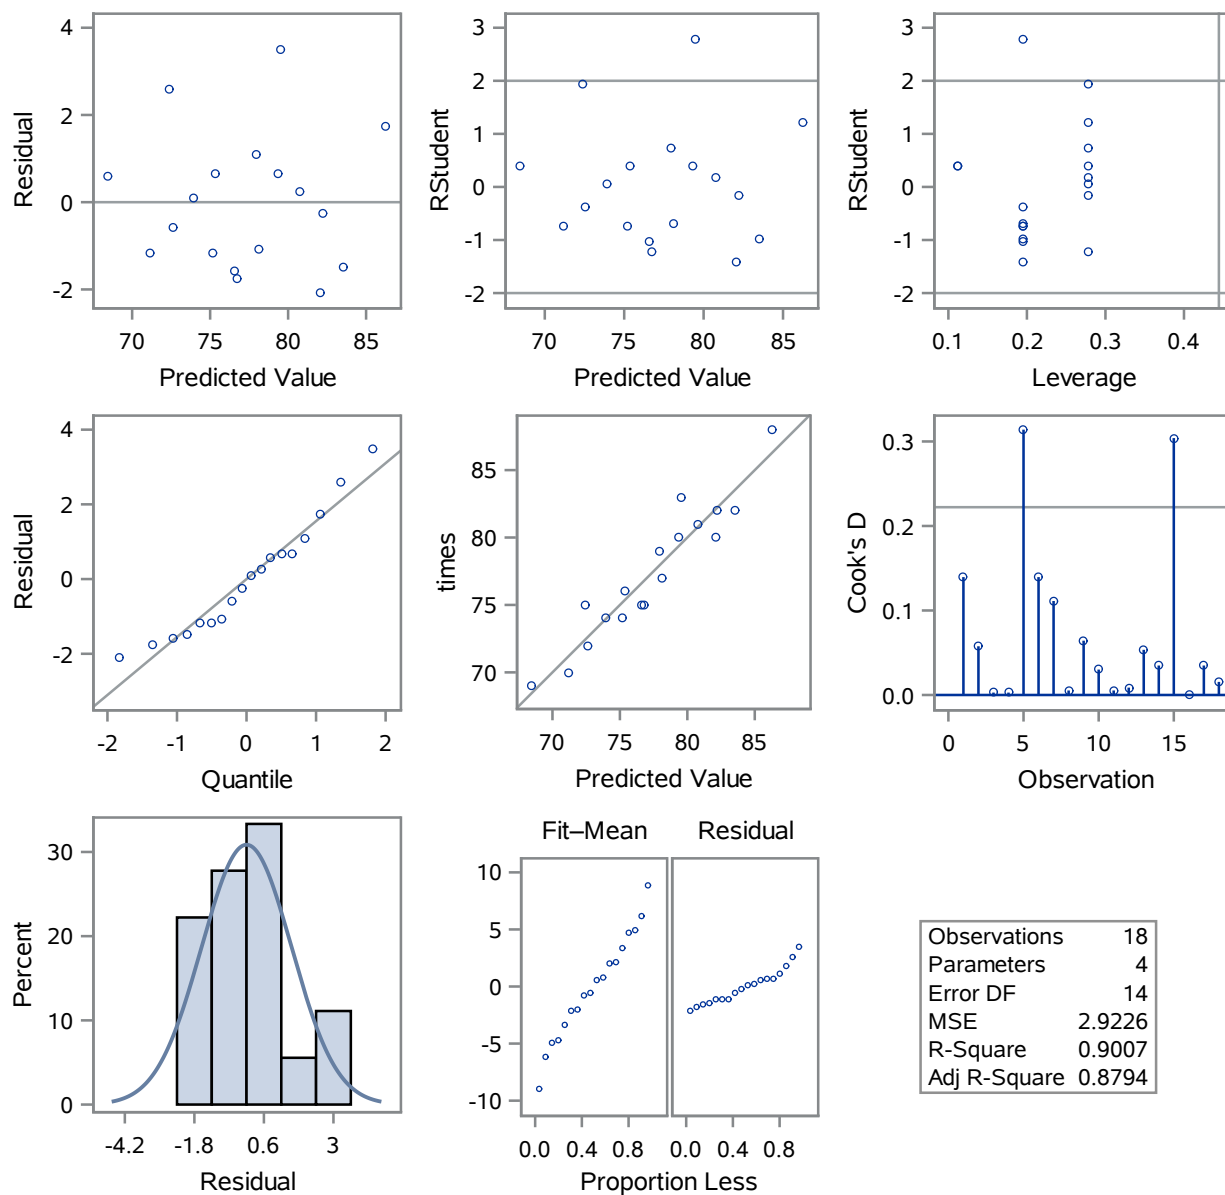 4
2
0
-2
Residual
70 75 80 85
Predicted Value
3
2
1
0
-1
-2
RStudent
70 75 80 85
Predicted Value
3
2
1
0
-1
-2
RStudent
0.1 0.2 0.3 0.4
Leverage
4
2
0
-2
Residual
-2 -1 0 1 2
Quantile
85
80
75
70
times
70 75 80 85
Predicted Value
0.3
0.2
0.1
0.0
Cook's D
0 5 10 15
Observation
30
20
10
0
Percent
-4.2 -1.8 0.6 3
Residual
Fit–Mean Residual
10
5
0
-5
-10
0.0 0.4 0.8 0.0 0.4 0.8
Proportion Less
Observations 18
Parameters 4
Error DF 14
MSE 2.9226
R-Square 0.9007
Adj R-Square 0.8794